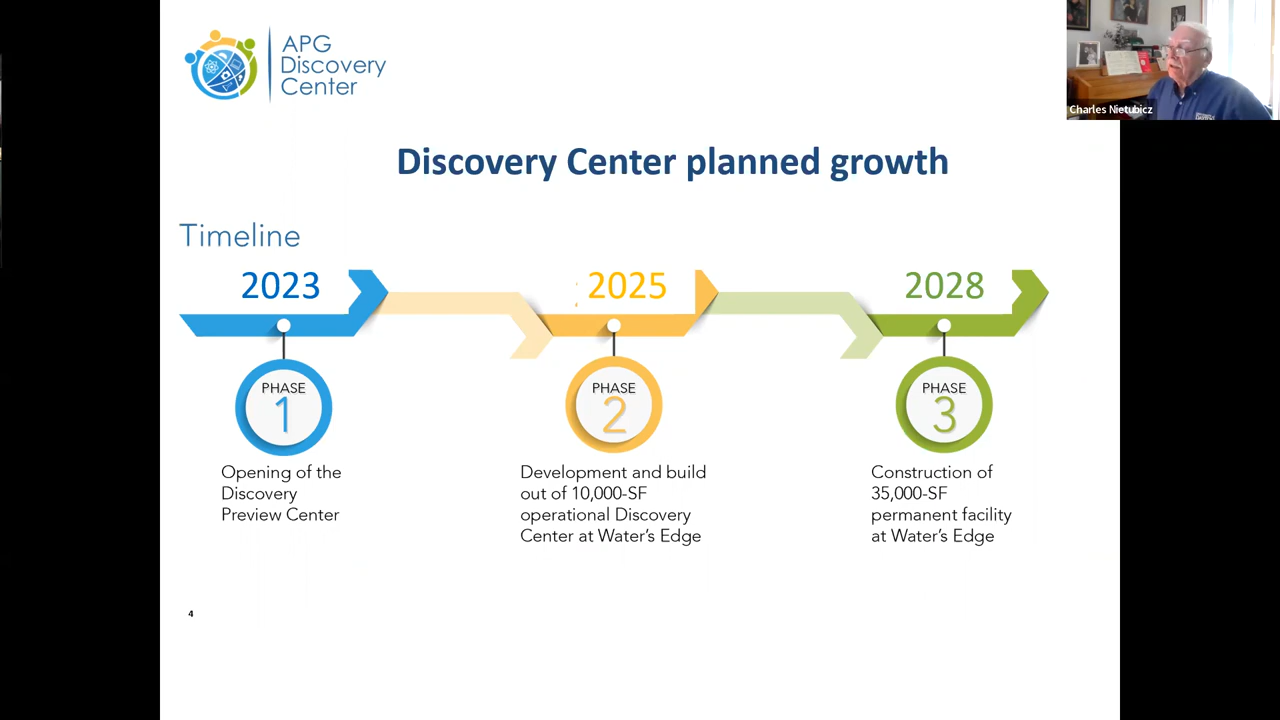 APG
Discovery
Center
Charles Nietubicz
Discovery Center planned growth
Timeline
2023
2025
2028
PHASE
1
PHASE
2
PHASE
3
Opening of the
Discovery
Preview Center
Development and build
out of 10,000-SF
operational Discovery
Center at Water's Edge
Construction of
35,000-SF
permanent facility
at Water's Edge
4